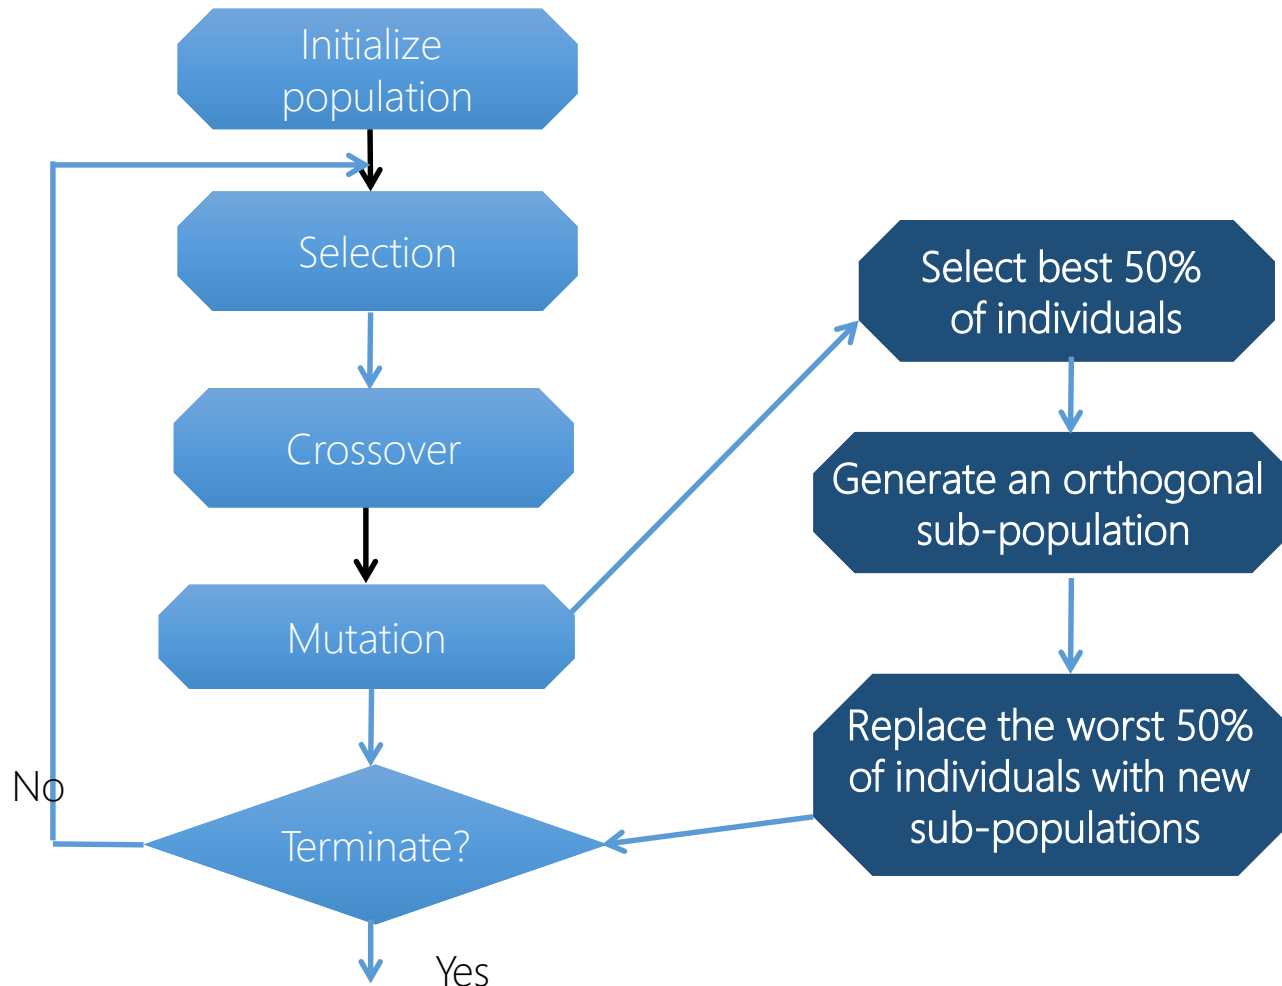 Initialize
population
Selection
Crossover
Mutation
Terminate?
No
Yes
Select best 50%
of individuals
Generate an orthogonal
sub-population
Replace the worst 50%
of individuals with new
sub-populations